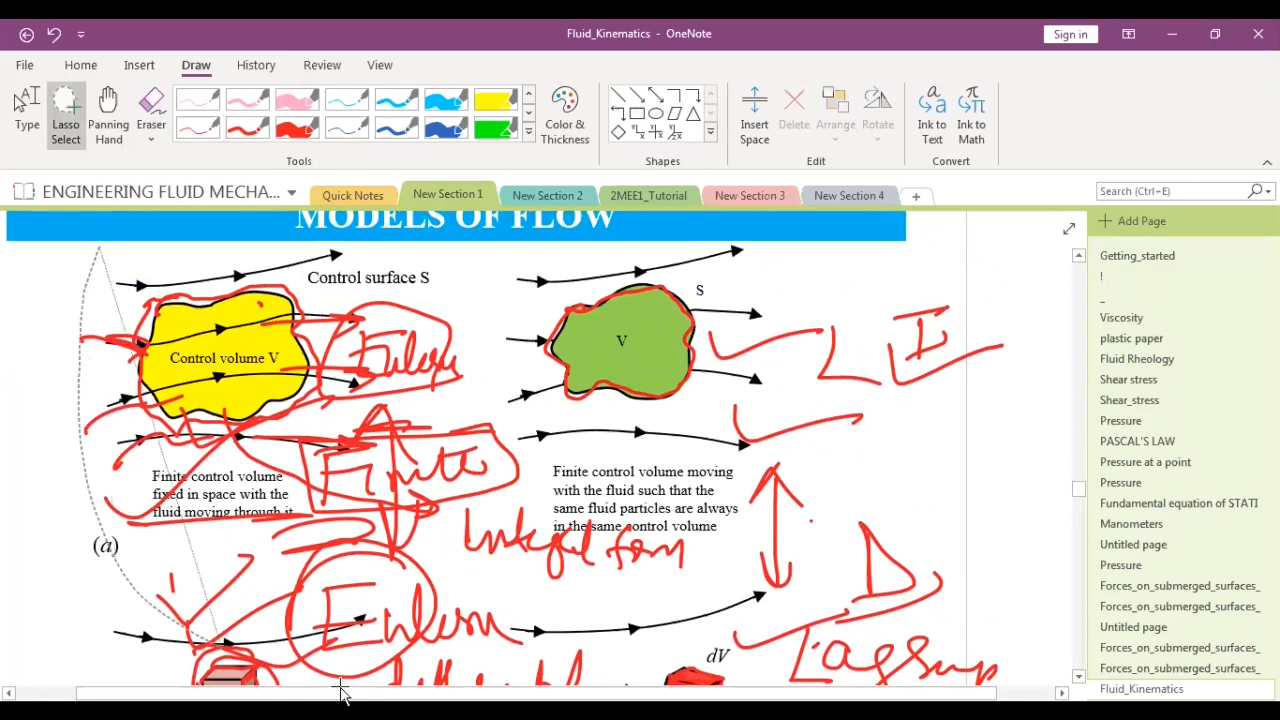 Fluid_Kinematics - OneNote
Sign in
File Home Insert Draw History Review View
Type
Lasso Select
Panning Hand
Eraser
Color & Thickness
Insert Space
Delete
Arrange
Rotate
Ink to Text
Ink to Math
Tools
Shapes
Edit
Convert
ENGINEERING FLUID MECHA...
Quick Notes
New Section 1
New Section 2
2MEE1_Tutorial
New Section 3
New Section 4
Search (Ctrl+E)
MODELS OF FLOW
Control surface S
Control volume V
Finite
Finite control volume
fixed in space with the
fluid moving through it
(a)
S
V
L I
Finite control volume moving
with the fluid such that the
same fluid particles are always
in the same control volume
Integral form
D
dV
Add Page
Getting_started
!
_
Viscosity
plastic paper
Fluid Rheology
Shear stress
Shear_stress
Pressure
PASCAL'S LAW
Pressure at a point
Pressure
Fundamental equation of STATI
Manometers
Untitled page
Pressure
Forces_on_submerged_surfaces_
Forces_on_submerged_surfaces_
Untitled page
Forces_on_submerged_surfaces_
Forces_on_submerged_surfaces_
Fluid_Kinematics